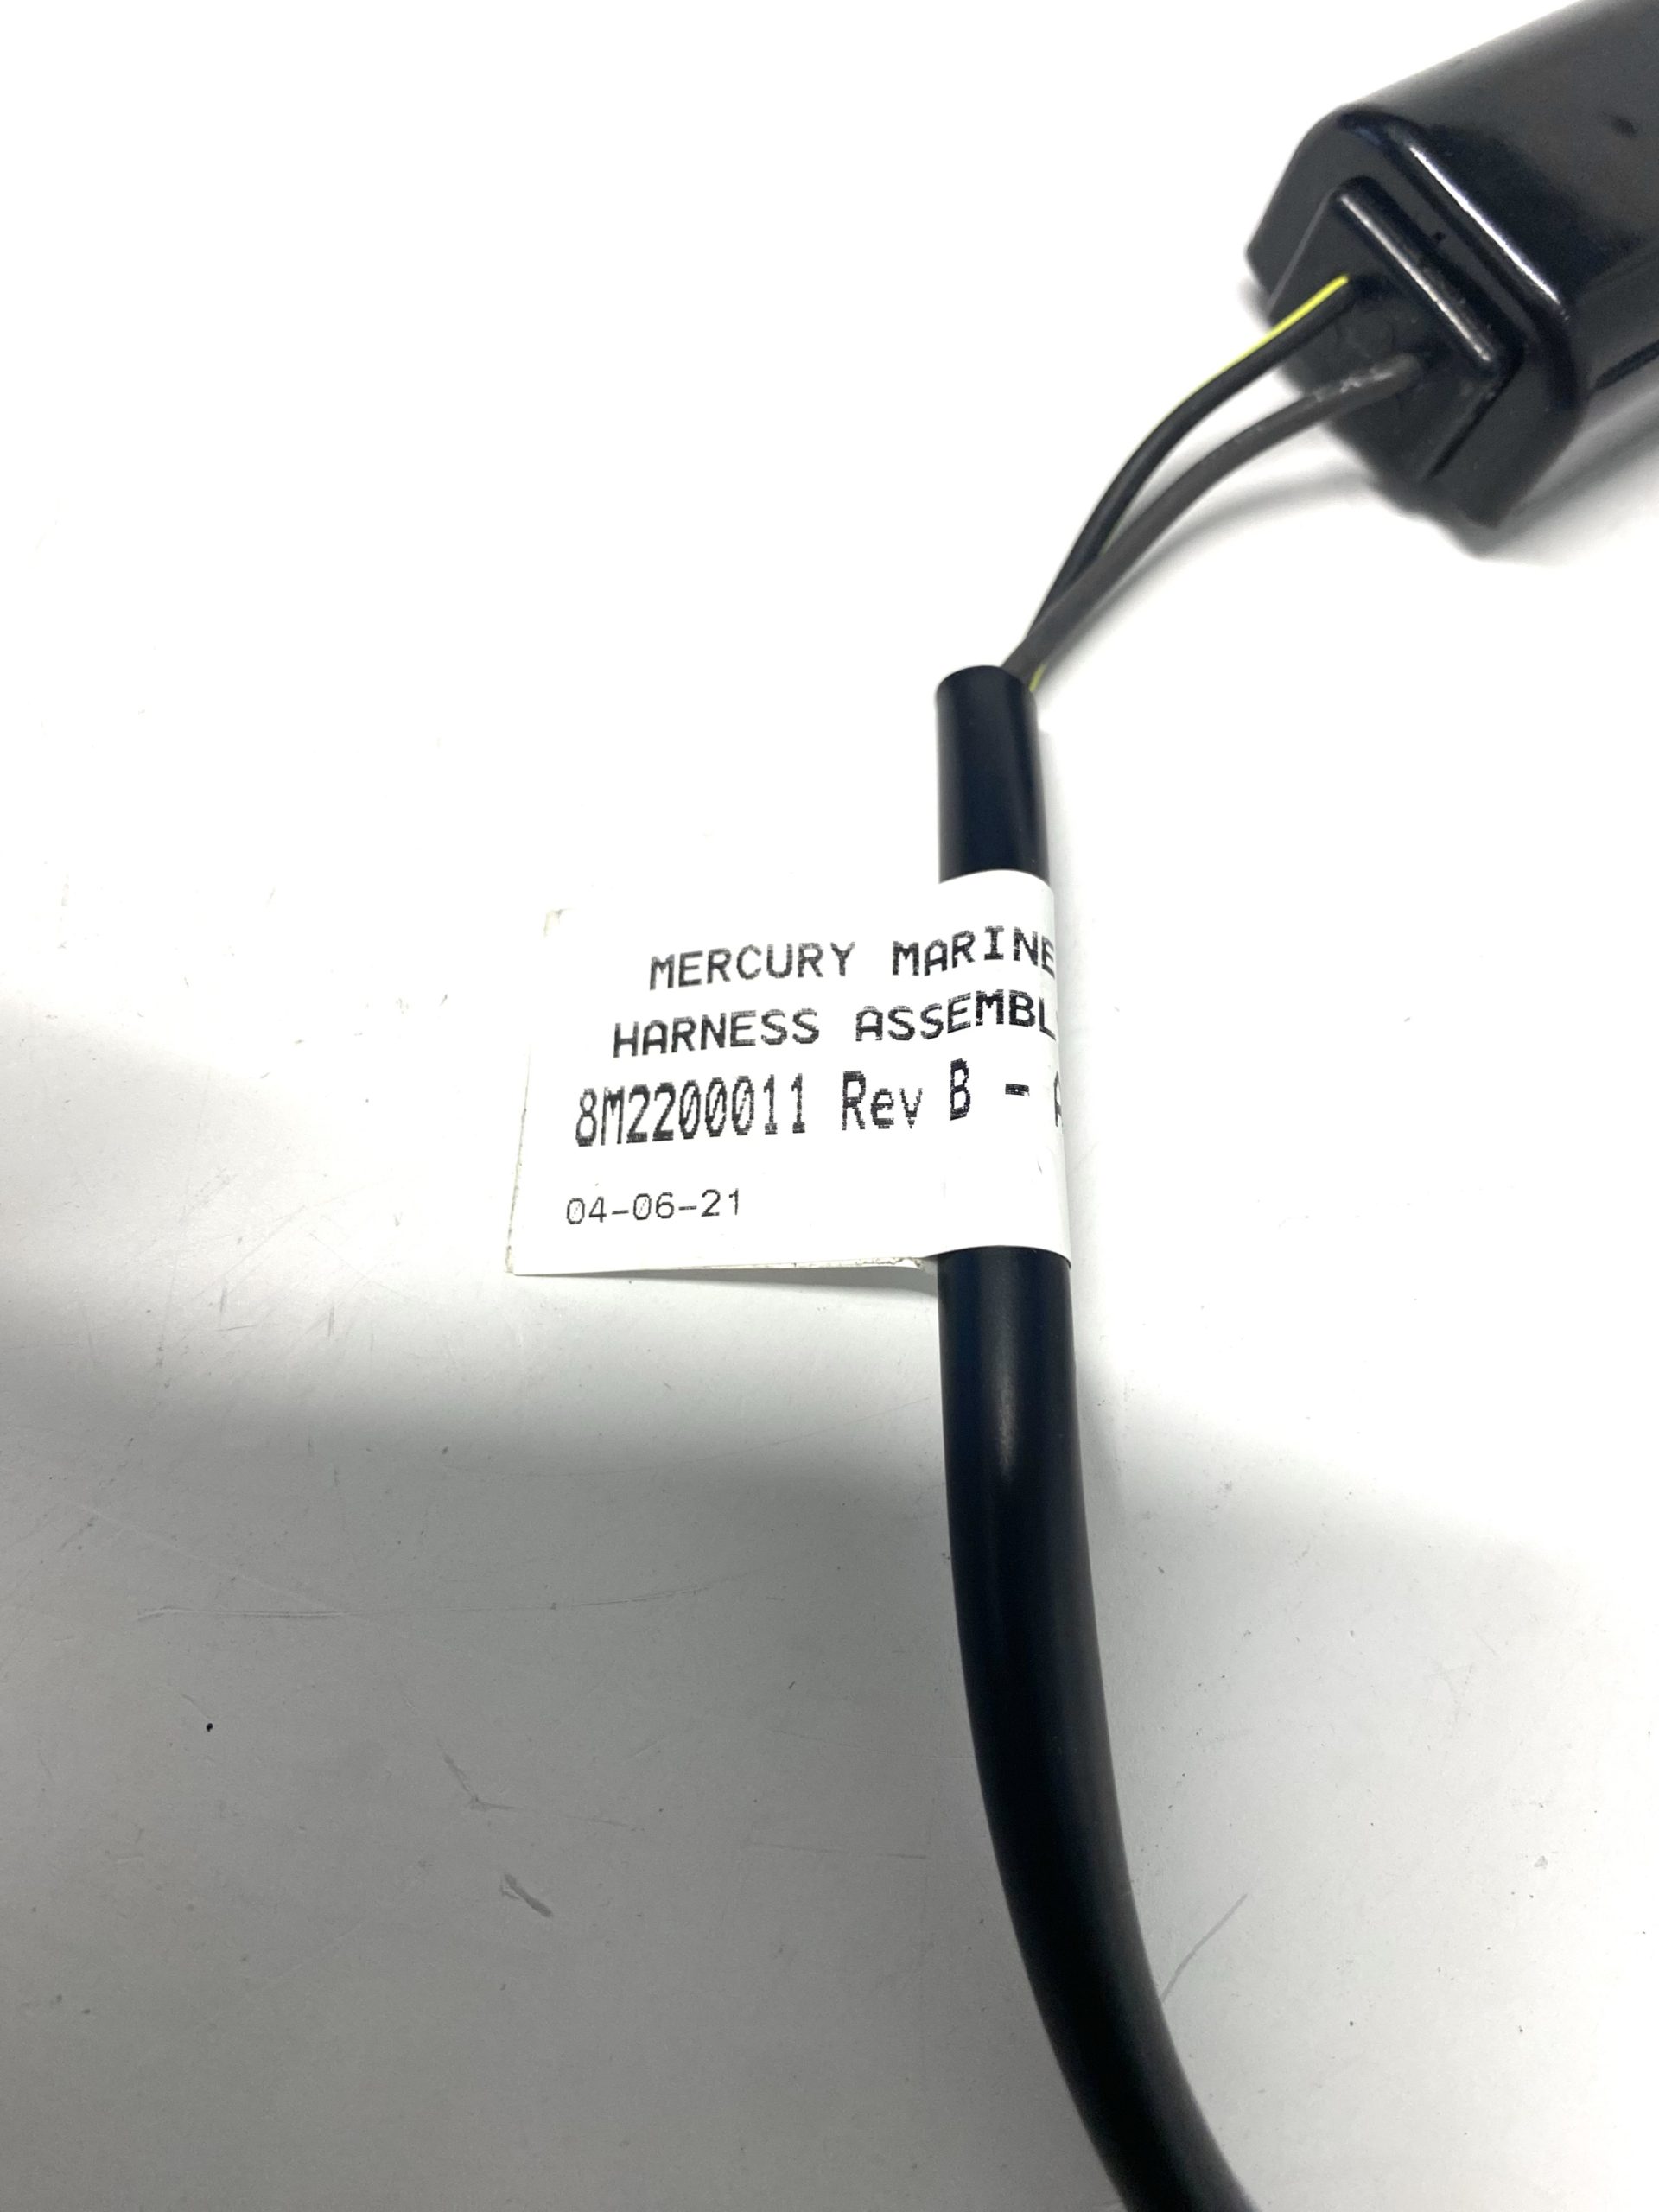 MERCURY MARINE
HARNESS ASSEMBL
8M2200011 Rev B -
04-06-21